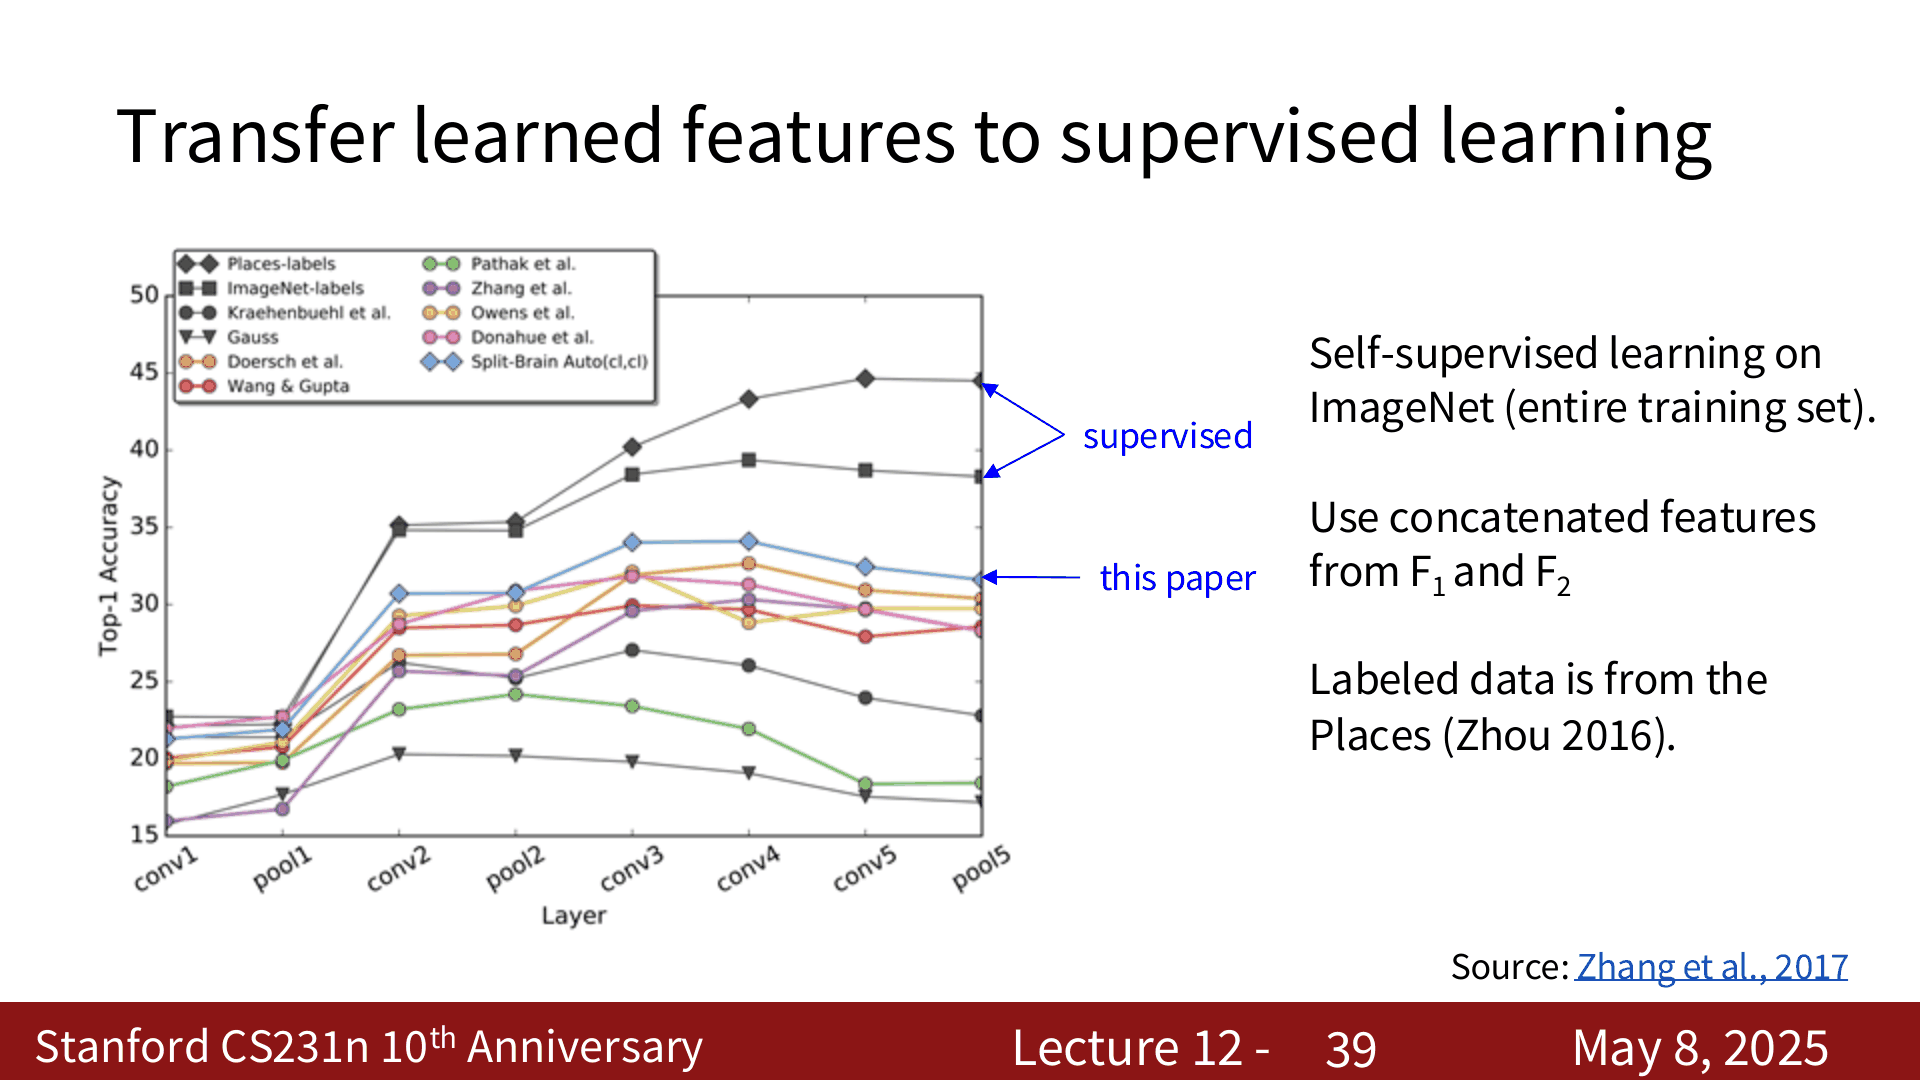 Transfer learned features to supervised learning
Places-labels
ImageNet-labels
Kraehenbuehl et al.
Gauss
Doersch et al.
Wang & Gupta
Pathak et al.
Zhang et al.
Owens et al.
Donahue et al.
Split-Brain Auto(cl,cl)
50
45
40
35
30
25
20
15
Top-1 Accuracy
conv1
pool1
conv2
pool2
conv3
conv4
conv5
pool5
Layer
supervised
this paper
Self-supervised learning on
ImageNet (entire training set).
Use concatenated features
from F1 and F2
Labeled data is from the
Places (Zhou 2016).
Source: Zhang et al., 2017
Stanford CS231n 10th Anniversary
Lecture 12 - 39
May 8, 2025